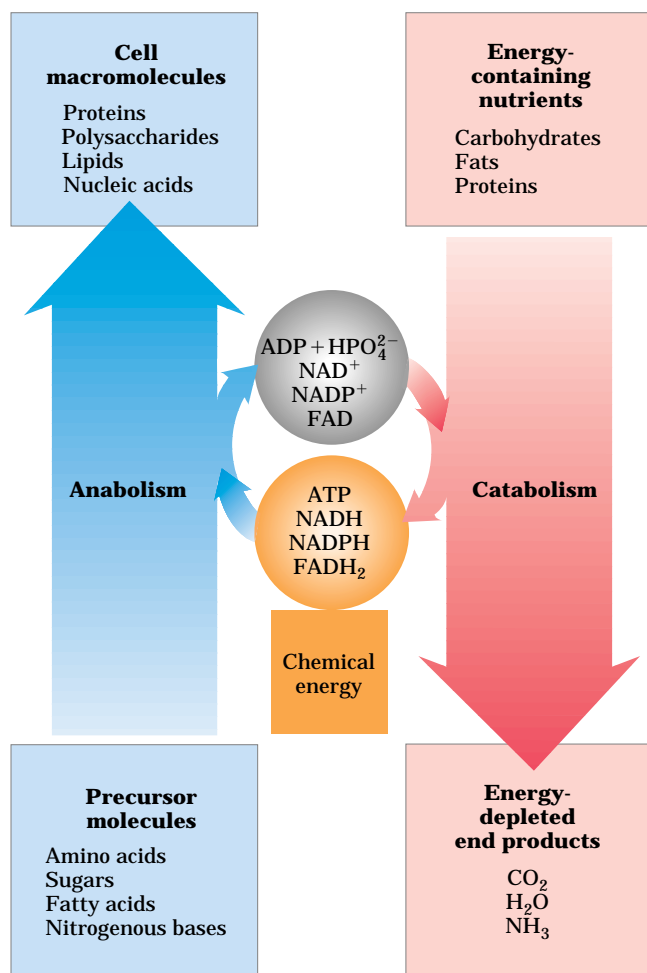 Cell
macromolecules
Proteins
Polysaccharides
Lipids
Nucleic acids
Energy-
containing
nutrients
Carbohydrates
Fats
Proteins
ADP + HPO₄²⁻
NAD⁺
NADP⁺
FAD
Anabolism
ATP
NADH
NADPH
FADH₂
Catabolism
Chemical
energy
Precursor
molecules
Amino acids
Sugars
Fatty acids
Nitrogenous bases
Energy-
depleted
end products
CO₂
H₂O
NH₃